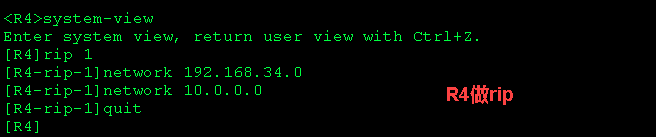 <R4>system-view
Enter system view, return user view with Ctrl+Z.
[R4]rip 1
[R4-rip-1]network 192.168.34.0
[R4-rip-1]network 10.0.0.0
[R4-rip-1]quit
[R4]
R4做rip